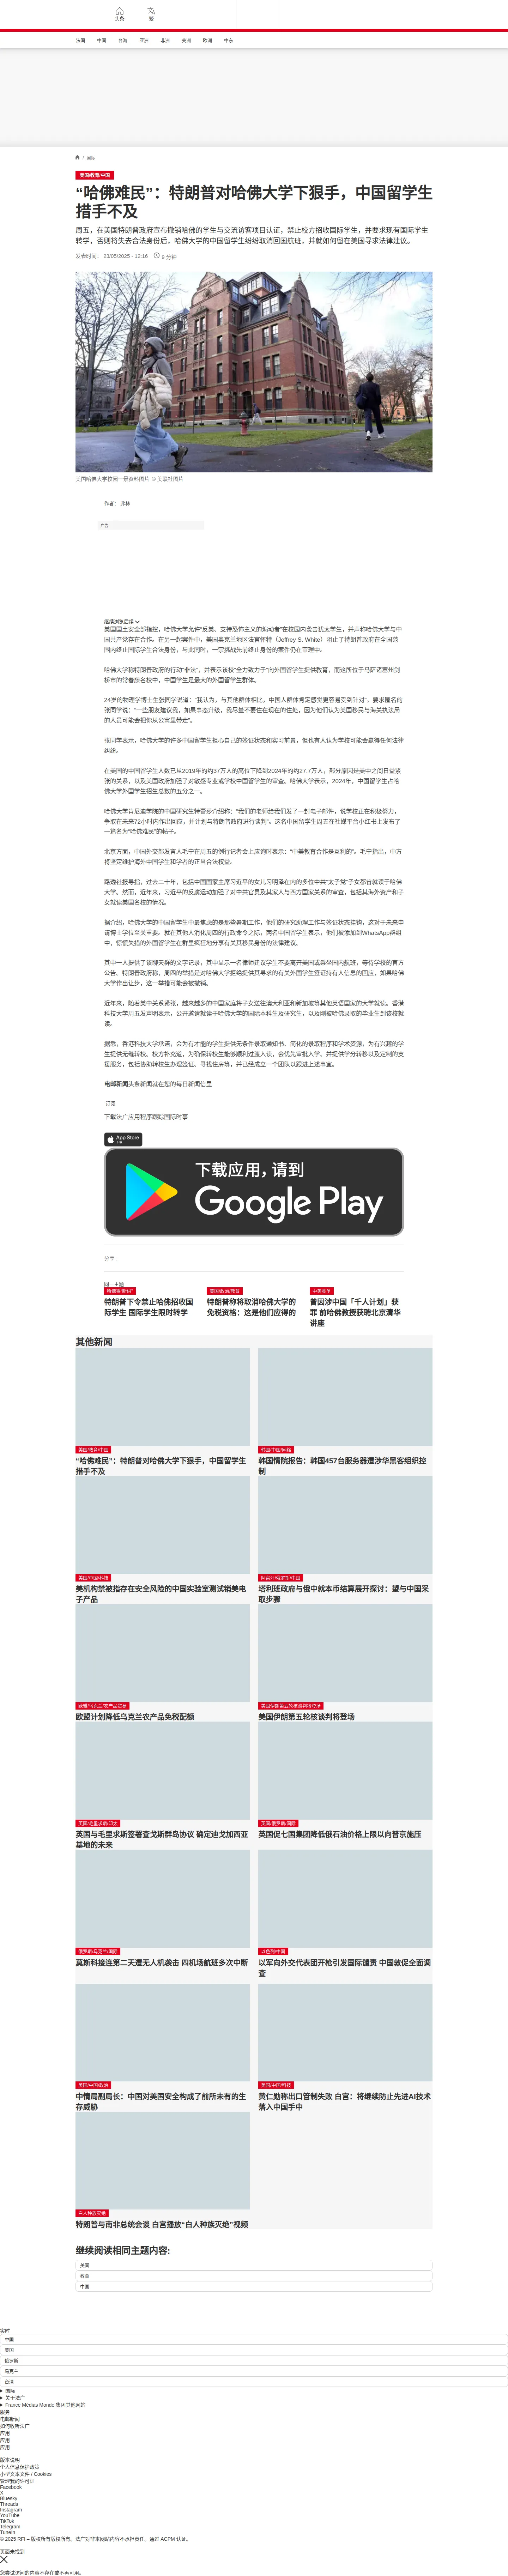 头条
繁
法国
中国
台海
亚洲
非洲
美洲
欧洲
中东
/ 国际
美国/教育/中国
“哈佛难民”：特朗普对哈佛大学下狠手，中国留学生
措手不及
周五，在美国特朗普政府宣布撤销哈佛的学生与交流访客项目认证，禁止校方招收国际学生，并要求现有国际学生
转学，否则将失去合法身份后，哈佛大学的中国留学生纷纷取消回国航班，并就如何留在美国寻求法律建议。
发表时间： 23/05/2025 - 12:16
8 分钟
美国哈佛大学校园一景资料图片 © 美联社图片
作者： 弗林
广告
继续浏览后续
美国国土安全部指控，哈佛大学允许“反美、支持恐怖主义的煽动者”在校园内袭击犹太学生，并声称哈佛大学与中
国共产党存在合作。在另一起案件中，美国奥克兰地区法官怀特（Jeffrey S. White）阻止了特朗普政府在全国范
围内终止国际学生合法身份，与此同时，一宗挑战先前终止身份的案件仍在审理中。
哈佛大学称特朗普政府的行动“非法”，并表示该校“全力致力于”向外国留学生提供教育，而这所位于马萨诸塞州剑
桥市的常春藤名校中，中国学生是最大的外国留学生群体。
24岁的物理学博士生张同学说道：“我认为，与其他群体相比，中国人群体肯定感觉更容易受到针对”，要求匿名的
张同学说：“一些朋友建议我，如果事态升级，我尽量不要住在现在的住处，因为他们认为美国移民与海关执法局
的人员可能会把你从公寓里带走”。
张同学表示，哈佛大学的许多中国留学生担心自己的签证状态和实习前景，但也有人认为学校可能会赢得任何法律
纠纷。
在美国的中国留学生人数已从2019年的约37万人的高位下降到2024年的约27.7万人，部分原因是美中之间日益紧
张的关系，以及美国政府加强了对敏感专业或学校中国留学生的审查。哈佛大学表示，2024年，中国留学生占哈
佛大学外国学生招生总数的五分之一。
哈佛大学肯尼迪学院的中国研究生特蕾莎介绍称：“我们的老师给我们发了一封电子邮件，说学校正在积极努力，
争取在未来72小时内作出回应，并计划与特朗普政府进行谈判”。这名中国留学生周五在社媒平台小红书上发布了
一篇名为“哈佛难民”的帖子。
北京方面，中国外交部发言人毛宁在周五的例行记者会上应询时表示：“中美教育合作是互利的”，毛宁指出，中方
将坚定维护海外中国学生和学者的正当合法权益。
路透社报导指，过去二十年，包括中国国家主席习近平的女儿习明泽在内的多位中共“太子党”子女都曾就读于哈佛
大学。然而，近年来，习近平的反腐运动加强了对中共官员及其家人与西方国家关系的审查，包括其海外资产和子
女就读美国名校的情况。
据介绍，哈佛大学的中国留学生中最焦虑的是那些暑期工作，他们的研究助理工作与签证状态挂钩，这对于未来申
请博士学位至关重要。就在其他人消化周四的行政命令之际，两名中国留学生表示，他们被添加到WhatsApp群组
中，惊慌失措的外国留学生在群里疯狂地分享有关其移民身份的法律建议。
其中一人提供了该聊天群的文字记录，其中显示一名律师建议学生不要离开美国或乘坐国内航班，等待学校的官方
公告。特朗普政府称，周四的举措是对哈佛大学拒绝提供其寻求的有关外国学生签证持有人信息的回应，如果哈佛
大学作出让步，这一举措可能会被撤销。
近年来，随着美中关系紧张，越来越多的中国家庭将子女送往澳大利亚和新加坡等其他英语国家的大学就读。香港
科技大学周五发声明表示，公开邀请就读于哈佛大学的国际本科生及研究生，以及刚被哈佛录取的毕业生到该校就
读。
据悉，香港科技大学承诺，会为有才能的学生提供无条件录取通知书、简化的录取程序和学术资源，为有兴趣的学
生提供无缝转校。校方补充道，为确保转校生能够顺利过渡入读，会优先审批入学、并提供学分转移以及定制的支
援服务，包括协助转校生办理签证、寻找住房等，并已经成立一个团队以跟进上述事宜。
电邮新闻头条新闻就在您的每日新闻信里
订阅
下载法广应用程序跟踪国际时事
App Store
下载
下载应用，请到
Google Play
分享 :
同一主题
哈佛将“教训”
特朗普下令禁止哈佛招收国
际学生 国际学生限时转学
美国/政治/教育
特朗普称将取消哈佛大学的
免税资格：这是他们应得的
中美竞争
曾因涉中国「千人计划」获
罪 前哈佛教授获聘北京清华
讲座
其他新闻
美国/教育/中国
“哈佛难民”：特朗普对哈佛大学下狠手，中国留学生
措手不及
韩国/中国/网络
韩国情院报告：韩国457台服务器遭涉华黑客组织控
制
美国/中国/科技
美机构禁被指存在安全风险的中国实验室测试销美电
子产品
阿富汗/俄罗斯/中国
塔利班政府与俄中就本币结算展开探讨：望与中国采
取步骤
欧盟/乌克兰/农产品贸易
欧盟计划降低乌克兰农产品免税配额
美国伊朗第五轮核谈判将登场
美国伊朗第五轮核谈判将登场
英国/毛里求斯/印太
英国与毛里求斯签署查戈斯群岛协议 确定迪戈加西亚
基地的未来
英国/俄罗斯/国际
英国促七国集团降低俄石油价格上限以向普京施压
俄罗斯/乌克兰/国际
莫斯科接连第二天遭无人机袭击 四机场航班多次中断
以色列/中国
以军向外交代表团开枪引发国际谴责 中国敦促全面调
查
美国/中国/政治
中情局副局长：中国对美国安全构成了前所未有的生
存威胁
美国/中国/科技
黄仁勋称出口管制失败 白宫：将继续防止先进AI技术
落入中国手中
白人种族灭绝
特朗普与南非总统会谈 白宫播放“白人种族灭绝”视频
继续阅读相同主题内容:
美国
教育
中国
实时
中国
美国
俄罗斯
乌克兰
台湾
国际
关于法广
France Médias Monde 集团其他网站
服务
电邮新闻
如何收听法广
应用
应用
应用
版本说明
个人信息保护政策
小型文本文件 / Cookies
管理我的许可证
Facebook
X
Bluesky
Threads
Instagram
YouTube
TikTok
Telegram
TuneIn
© 2025 RFI – 版权所有版权所有。法广对非本网站内容不承担责任。通过 ACPM 认证。
页面未找到
您尝试访问的内容不存在或不再可用。